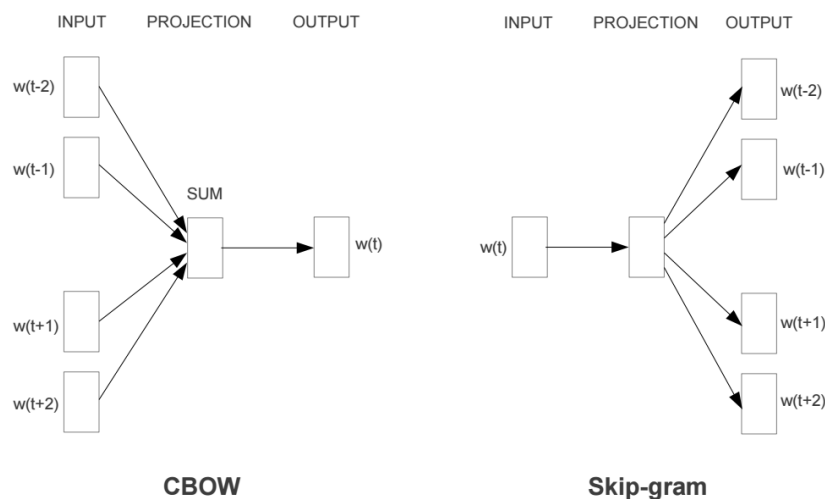 INPUT PROJECTION OUTPUT
w(t-2)
w(t-1)
SUM
w(t)
w(t+1)
w(t+2)
CBOW
INPUT PROJECTION OUTPUT
w(t-2)
w(t-1)
w(t)
w(t+1)
w(t+2)
Skip-gram